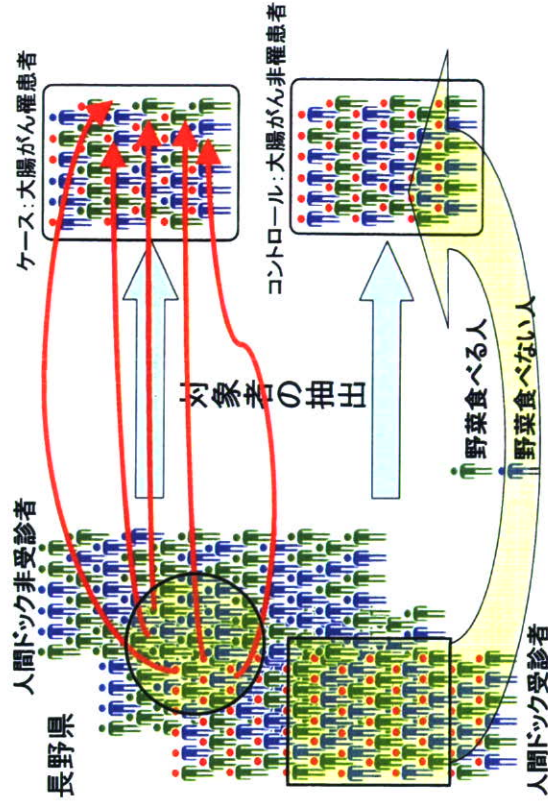 長野県
人間ドック非受診者
ケース：大腸がん罹患者
対象者の抽出
コントロール：大腸がん非罹患者
野菜食べる人
野菜食べない人
人間ドック受診者